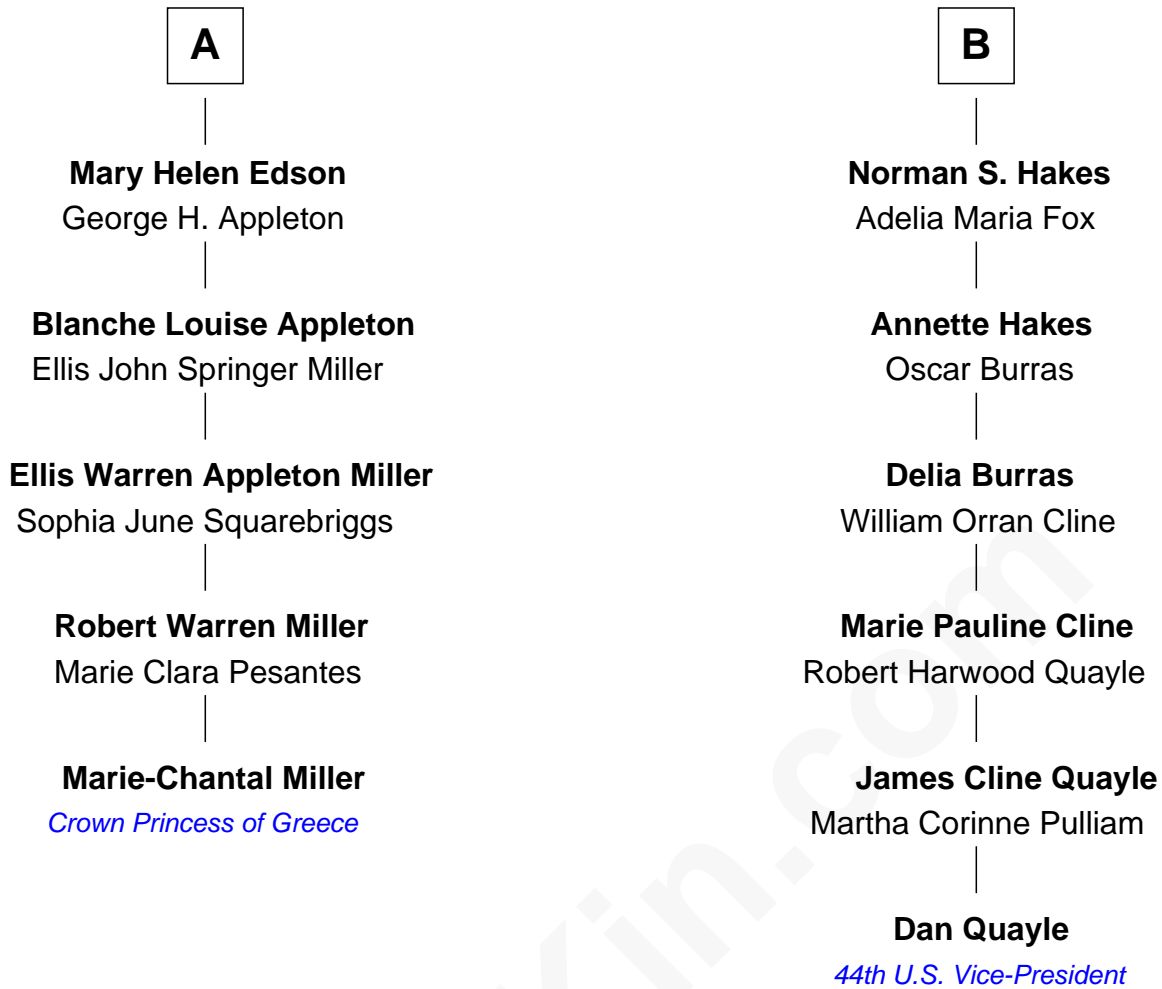 A
Mary Helen Edson
George H. Appleton
Blanche Louise Appleton
Ellis John Springer Miller
Ellis Warren Appleton Miller
Sophia June Squarebriggs
Robert Warren Miller
Marie Clara Pesantes
Marie-Chantal Miller
Crown Princess of Greece
B
Norman S. Hakes
Adelia Maria Fox
Annette Hakes
Oscar Burras
Delia Burras
William Orran Cline
Marie Pauline Cline
Robert Harwood Quayle
James Cline Quayle
Martha Corinne Pulliam
Dan Quayle
44th U.S. Vice-President
Kin.com